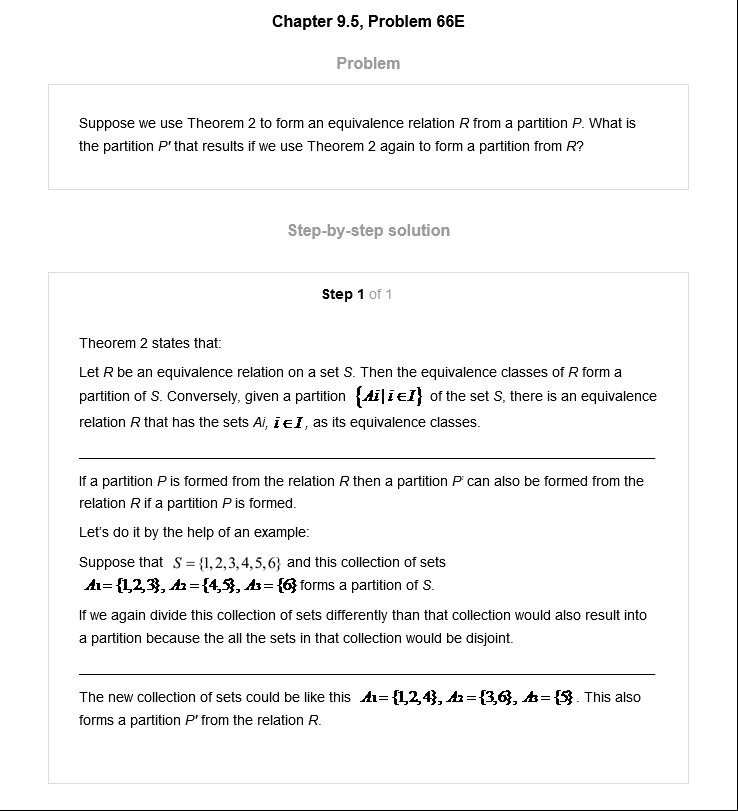 Chapter 9.5, Problem 66E
Problem
Suppose we use Theorem 2 to form an equivalence relation R from a partition P. What is
the partition P' that results if we use Theorem 2 again to form a partition from R?
Step-by-step solution
Step 1 of 1
Theorem 2 states that:
Let R be an equivalence relation on a set S. Then the equivalence classes of R form a
partition of S. Conversely, given a partition {Ai|i∈I} of the set S, there is an equivalence
relation R that has the sets Ai, i∈I, as its equivalence classes.
If a partition P is formed from the relation R then a partition P' can also be formed from the
relation R if a partition P is formed.
Let's do it by the help of an example:
Suppose that S = {1,2,3,4,5,6} and this collection of sets
A1= {1,2,3}, A2 ={4,5}, A3 = {6} forms a partition of S.
If we again divide this collection of sets differently than that collection would also result into
a partition because the all the sets in that collection would be disjoint.
The new collection of sets could be like this A1= {1,2,4}, A2 ={3,6}, A3 = {5}. This also
forms a partition P' from the relation R.